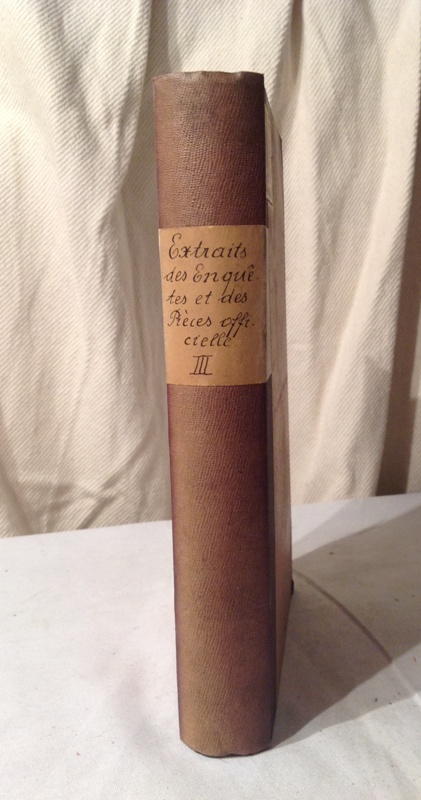 Extraits
des Enquê-
tes et des
Pièces offi-
cielle
III